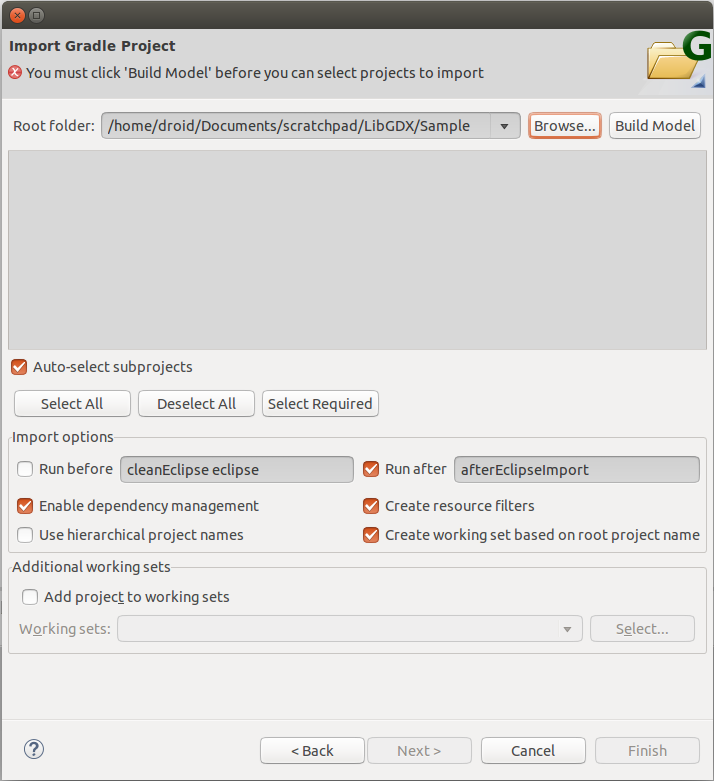 Import Gradle Project
You must click 'Build Model' before you can select projects to import
G
Root folder: /home/droid/Documents/scratchpad/LibGDX/Sample Browse... Build Model
Auto-select subprojects
Select All Deselect All Select Required
Import options
Run before cleanEclipse eclipse Run after afterEclipseImport
Enable dependency management Create resource filters
Use hierarchical project names Create working set based on root project name
Additional working sets
Add project to working sets
Working sets: Select...
? < Back Next > Cancel Finish